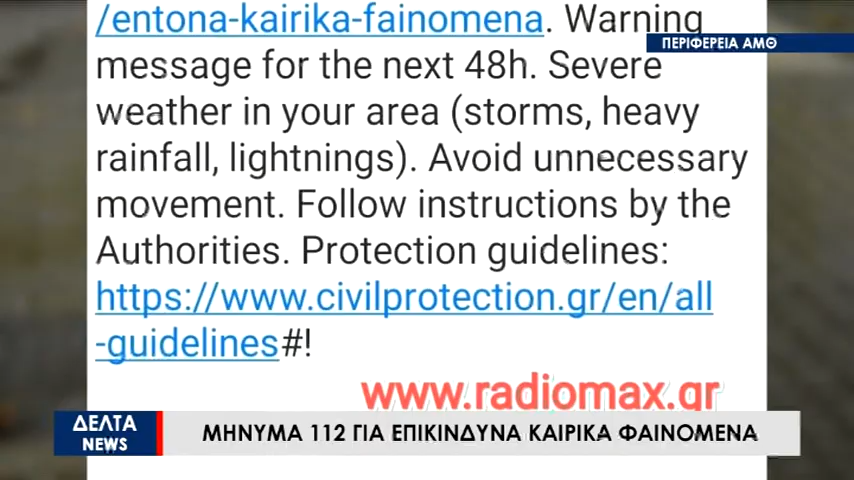 /entona-kairika-fainomena. Warning
ΠΕΡΙΦΕΡΕΙΑ ΑΜΘ
message for the next 48h. Severe
weather in your area (storms, heavy
rainfall, lightnings). Avoid unnecessary
movement. Follow instructions by the
Authorities. Protection guidelines:
https://www.civilprotection.gr/en/all
-guidelines#!
www.radiomax.gr
ΔΕΛΤΑ
NEWS
ΜΗΝΥΜΑ 112 ΓΙΑ ΕΠΙΚΙΝΔΥΝΑ ΚΑΙΡΙΚΑ ΦΑΙΝΟΜΕΝΑ